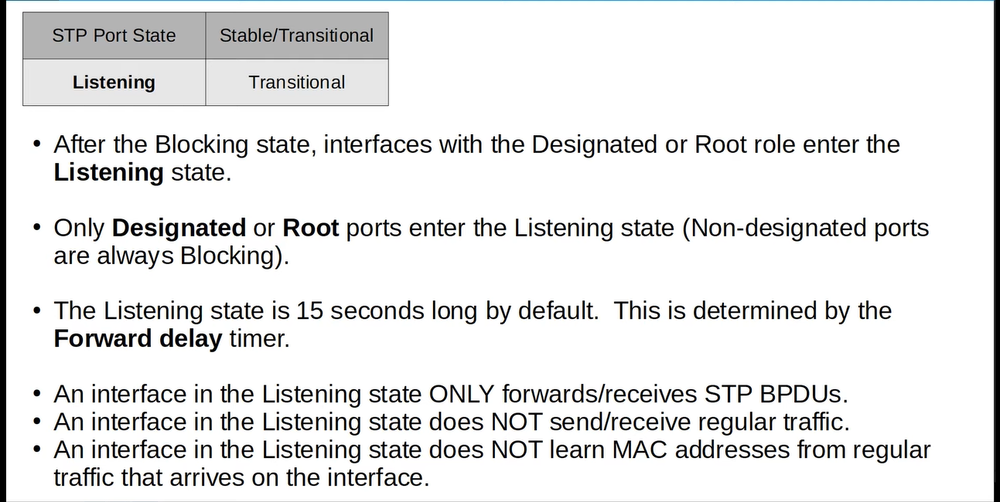 STP Port State Stable/Transitional
Listening Transitional
• After the Blocking state, interfaces with the Designated or Root role enter the
Listening state.
• Only Designated or Root ports enter the Listening state (Non-designated ports
are always Blocking).
• The Listening state is 15 seconds long by default.  This is determined by the
Forward delay timer.
• An interface in the Listening state ONLY forwards/receives STP BPDUs.
• An interface in the Listening state does NOT send/receive regular traffic.
• An interface in the Listening state does NOT learn MAC addresses from regular
traffic that arrives on the interface.